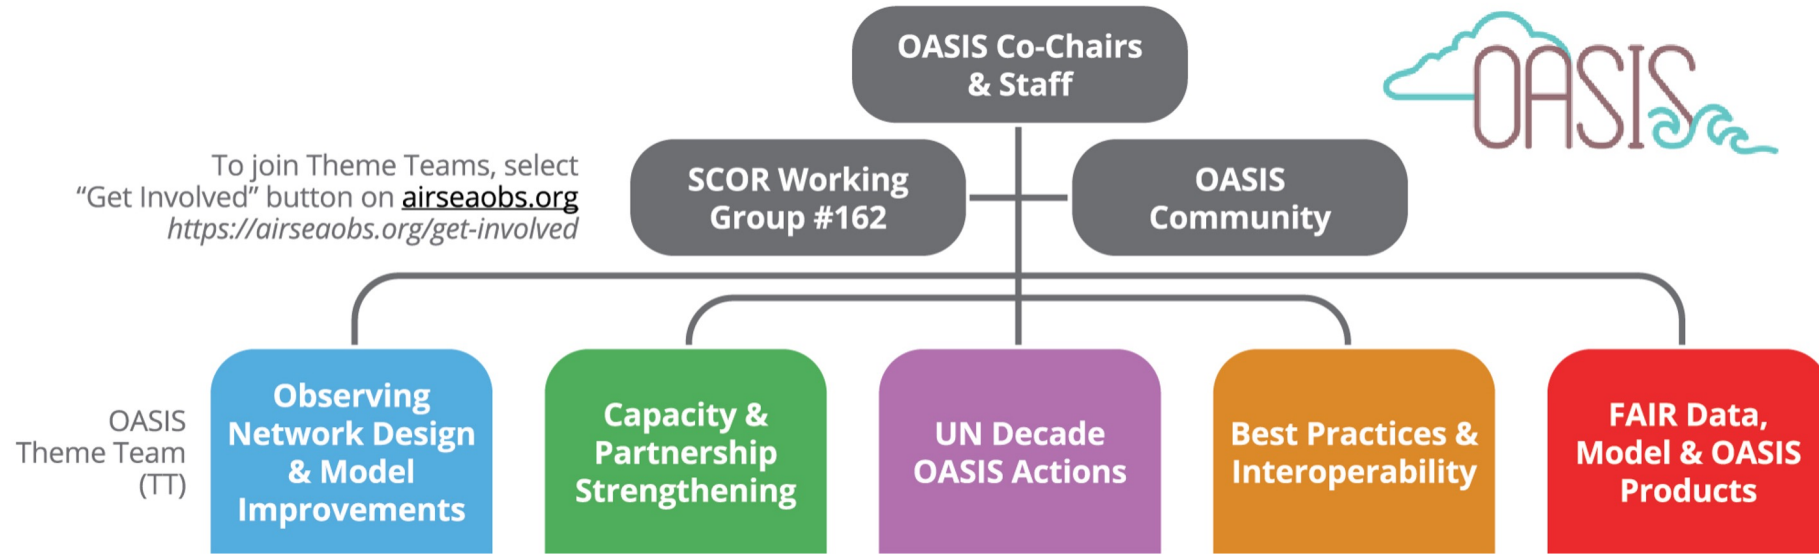 OASIS Co-Chairs
& Staff
OASIS
To join Theme Teams, select
“Get Involved” button on airseaobs.org
https://airseaobs.org/get-involved
SCOR Working
Group #162
OASIS
Community
OASIS
Theme Team
(TT)
Observing
Network Design
& Model
Improvements
Capacity &
Partnership
Strengthening
UN Decade
OASIS Actions
Best Practices &
Interoperability
FAIR Data,
Model & OASIS
Products